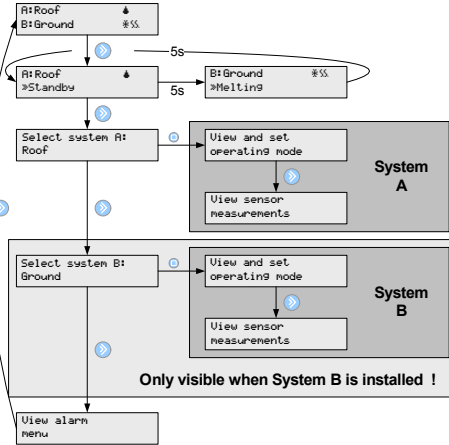 A:Roof
B:Ground
5s
A:Roof
»Standby
5s
B:Ground
»Melting
Select system A:
Roof
View and set
operating mode
System
A
View sensor
measurements
Select system B:
Ground
View and set
operating mode
System
B
View sensor
measurements
Only visible when System B is installed !
View alarm
menu